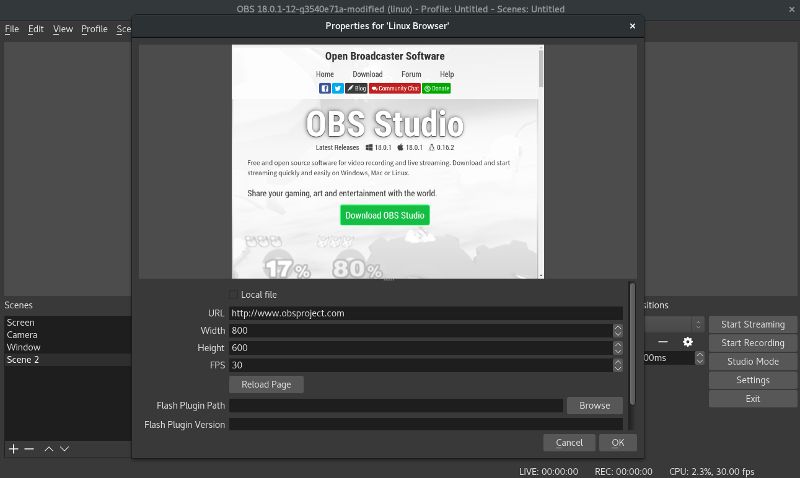 OBS 18.0.1-12-g3540e71a-modified (linux) - Profile: Untitled - Scenes: Untitled
File Edit View Profile Sce
Properties for 'Linux Browser'
Open Broadcaster Software
Home Download Forum Help
Blog Community Chat Donate
OBS Studio
Latest Releases 18.0.1 18.0.1 0.16.2
Free and open source software for video recording and live streaming. Download and start
streaming quickly and easily on Windows, Mac or Linux.
Share your gaming, art and entertainment with the world.
Download OBS Studio
17% 80%
Local file
URL http://www.obsproject.com
Width 800
Height 600
FPS 30
Reload Page
Flash Plugin Path Browse
Flash Plugin Version
Cancel OK
Scenes
Screen
Camera
Window
Scene 2
sitions
00ms
Start Streaming
Start Recording
Studio Mode
Settings
Exit
LIVE: 00:00:00 REC: 00:00:00 CPU: 2.3%, 30.00 fps